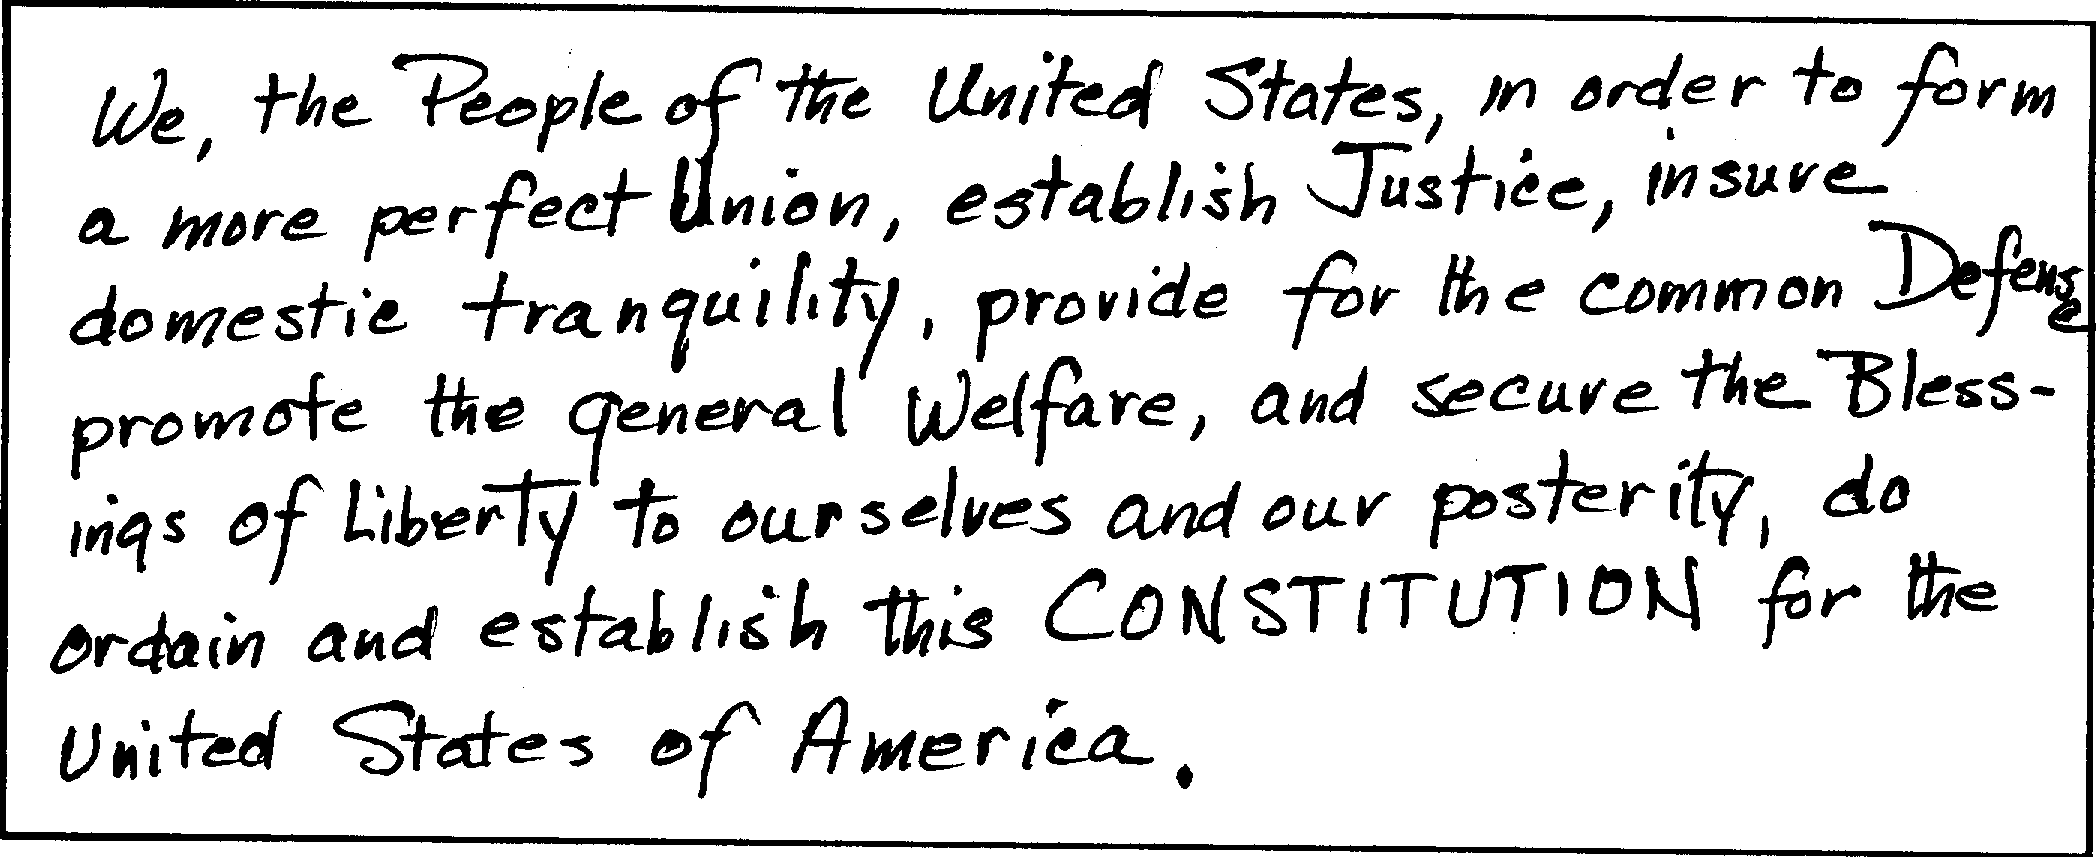 We, the People of the United States, in order to form
a more perfect Union, establish Justice, insure
domestic tranquility, provide for the common Defense
promote the general Welfare, and secure the Bless-
ings of Liberty to ourselves and our posterity, do
ordain and establish this CONSTITUTION for the
United States of America.